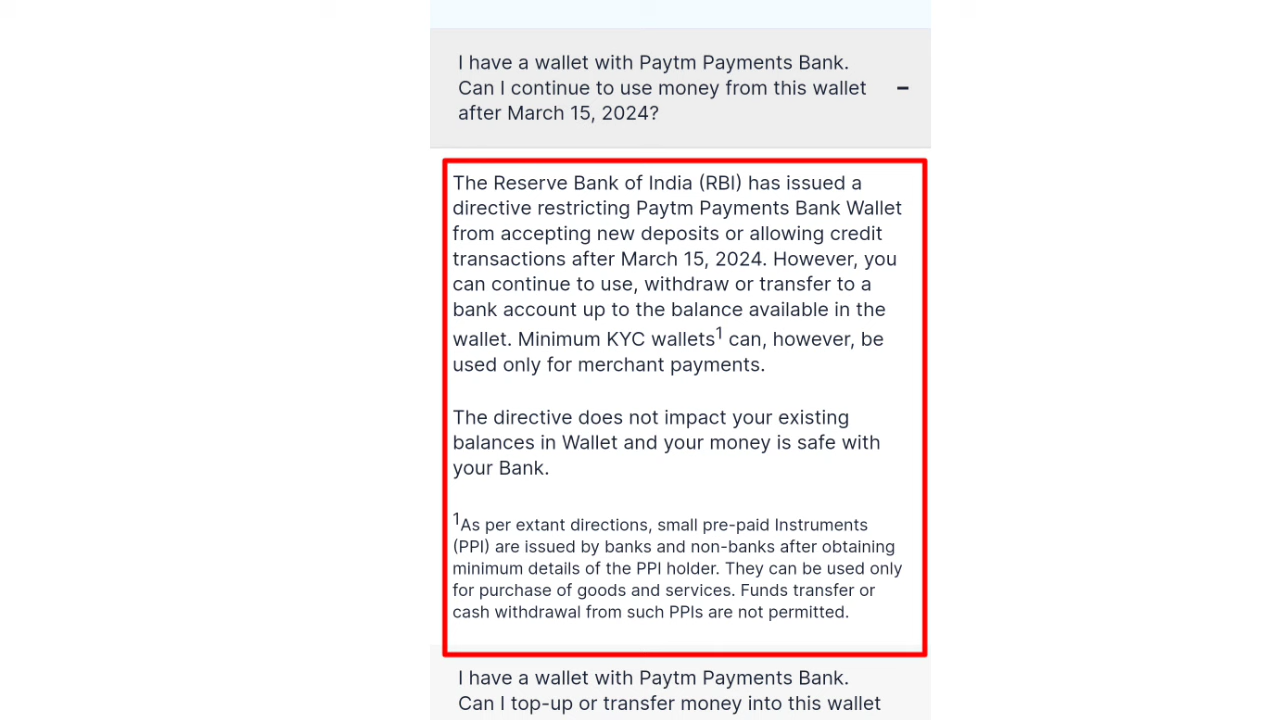 I have a wallet with Paytm Payments Bank.
Can I continue to use money from this wallet
after March 15, 2024?
The Reserve Bank of India (RBI) has issued a
directive restricting Paytm Payments Bank Wallet
from accepting new deposits or allowing credit
transactions after March 15, 2024. However, you
can continue to use, withdraw or transfer to a
bank account up to the balance available in the
wallet. Minimum KYC wallets¹ can, however, be
used only for merchant payments.
The directive does not impact your existing
balances in Wallet and your money is safe with
your Bank.
¹As per extant directions, small pre-paid Instruments
(PPI) are issued by banks and non-banks after obtaining
minimum details of the PPI holder. They can be used only
for purchase of goods and services. Funds transfer or
cash withdrawal from such PPIs are not permitted.
I have a wallet with Paytm Payments Bank.
Can I top-up or transfer money into this wallet